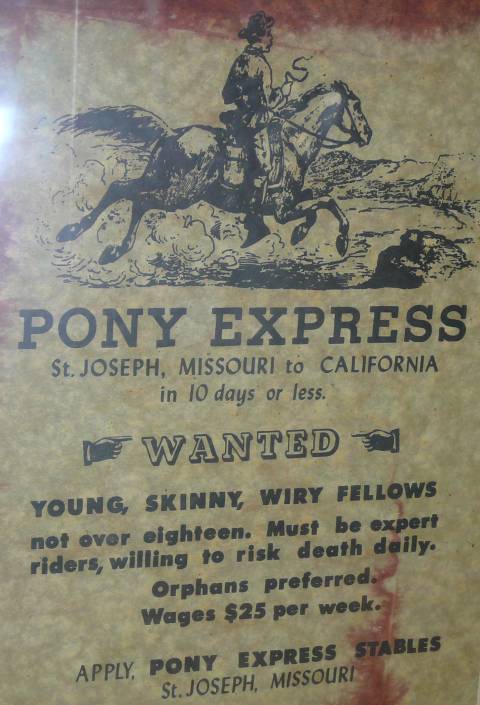 PONY EXPRESS
St. JOSEPH, MISSOURI to CALIFORNIA
in 10 days or less.
WANTED
YOUNG, SKINNY, WIRY FELLOWS
not over eighteen. Must be expert
riders, willing to risk death daily.
Orphans preferred.
Wages $25 per week.
APPLY, PONY EXPRESS STABLES
St. JOSEPH, MISSOURI